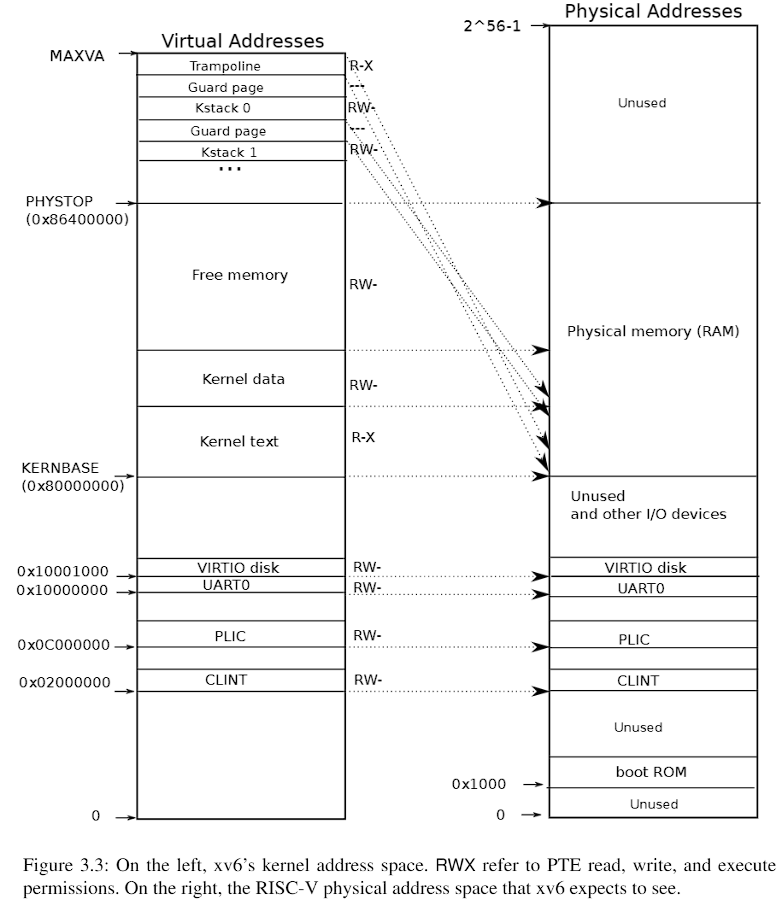 Physical Addresses
2^56-1
Virtual Addresses
MAXVA
Trampoline
R-X
Guard page
---
Unused
Kstack 0
RW-
Guard page
---
Kstack 1
RW-
...
PHYSTOP
(0x86400000)
Free memory
RW-
Physical memory (RAM)
Kernel data
RW-
Kernel text
R-X
KERNBASE
(0x80000000)
Unused
and other I/O devices
0x10001000
VIRTIO disk
RW-
VIRTIO disk
0x10000000
UART0
RW-
UART0
0x0C000000
PLIC
RW-
PLIC
0x02000000
CLINT
RW-
CLINT
Unused
boot ROM
0x1000
Unused
0
0
Figure 3.3: On the left, xv6's kernel address space. RWX refer to PTE read, write, and execute
permissions. On the right, the RISC-V physical address space that xv6 expects to see.